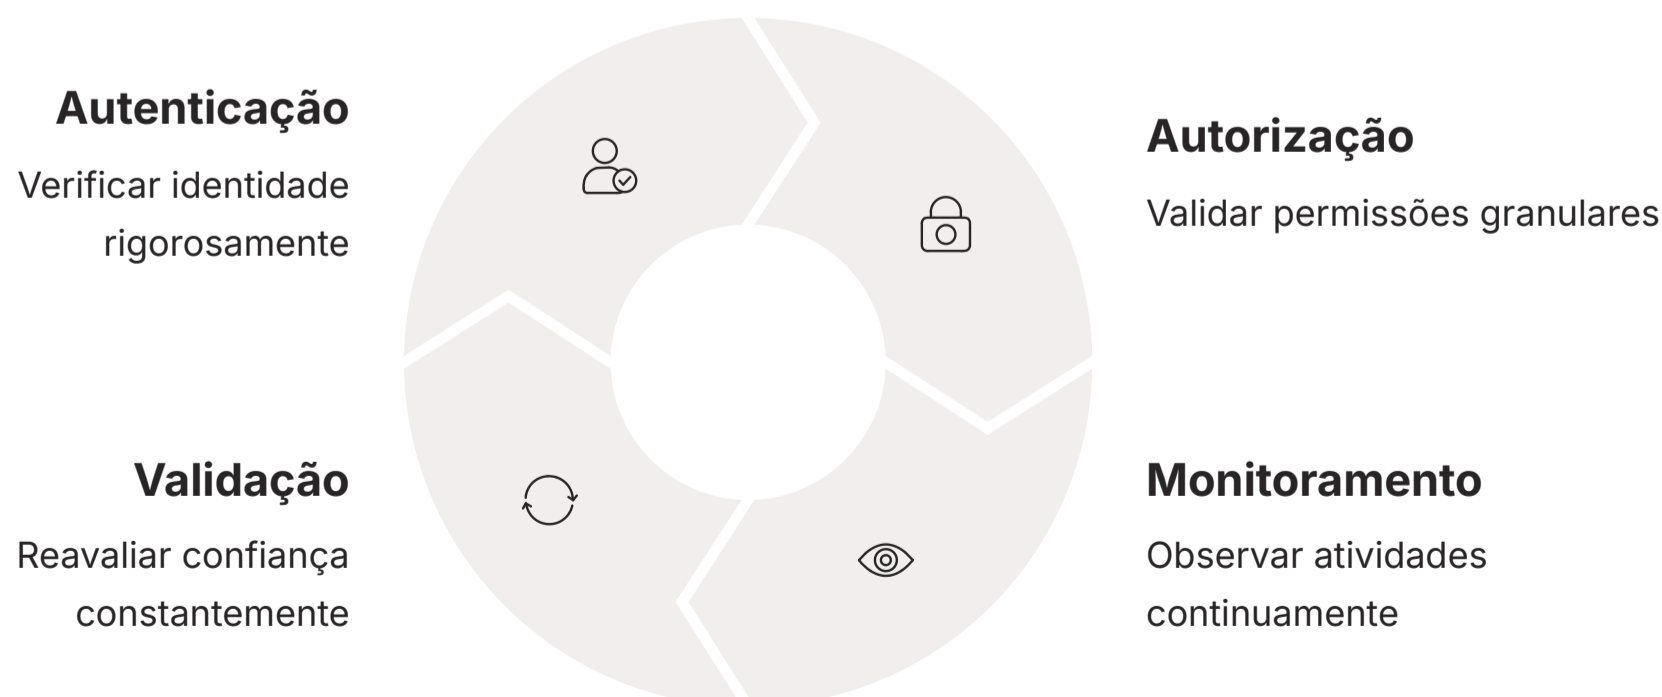 Autenticação
Verificar identidade
rigorosamente
Autorização
Validar permissões granulares
Validação
Reavaliar confiança
constantemente
Monitoramento
Observar atividades
continuamente